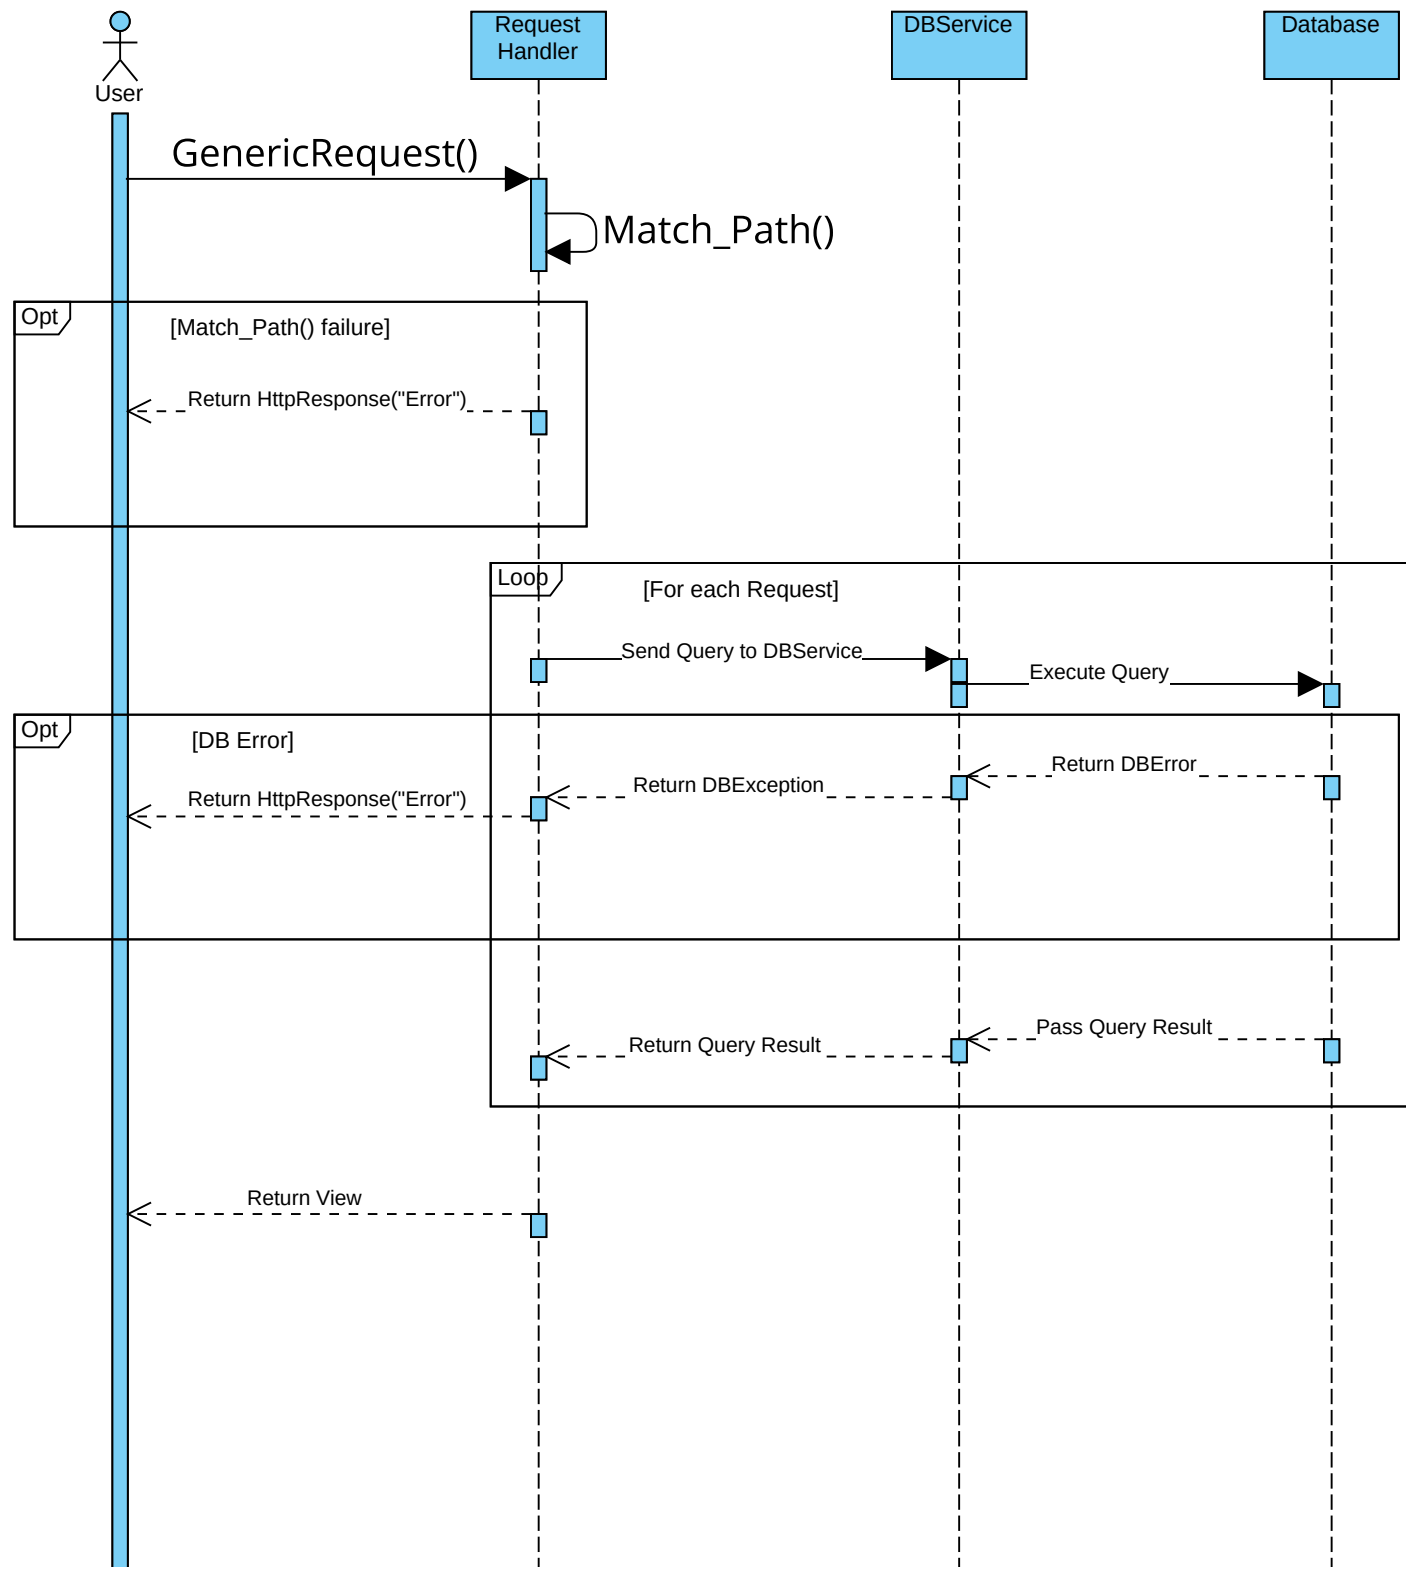 User
Request
Handler
DBService
Database
GenericRequest()
Match_Path()
Opt
[Match_Path() failure]
Return HttpResponse("Error")
Loop
[For each Request]
Send Query to DBService
Execute Query
Opt
[DB Error]
Return DBError
Return DBException
Return HttpResponse("Error")
Pass Query Result
Return Query Result
Return View